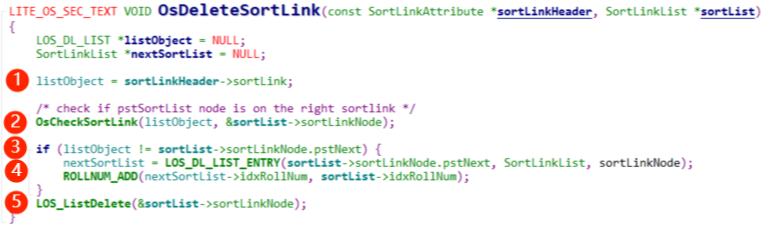 LITE_OS_SEC_TEXT VOID OsDeleteSortLink(const SortLinkAttribute *sortLinkHeader, SortLinkList *sortList)
{
LOS_DL_LIST *listObject = NULL;
SortLinkList *nextSortList = NULL;
1 listObject = sortLinkHeader->sortLink;
/* check if pstSortList node is on the right sortlink */
2 OsCheckSortLink(listObject, &sortList->sortLinkNode);
3 if (listObject != sortList->sortLinkNode.pstNext) {
4 nextSortList = LOS_DL_LIST_ENTRY(sortList->sortLinkNode.pstNext, SortLinkList, sortLinkNode);
ROLLNUM_ADD(nextSortList->idxRollNum, sortList->idxRollNum);
}
5 LOS_ListDelete(&sortList->sortLinkNode);
}